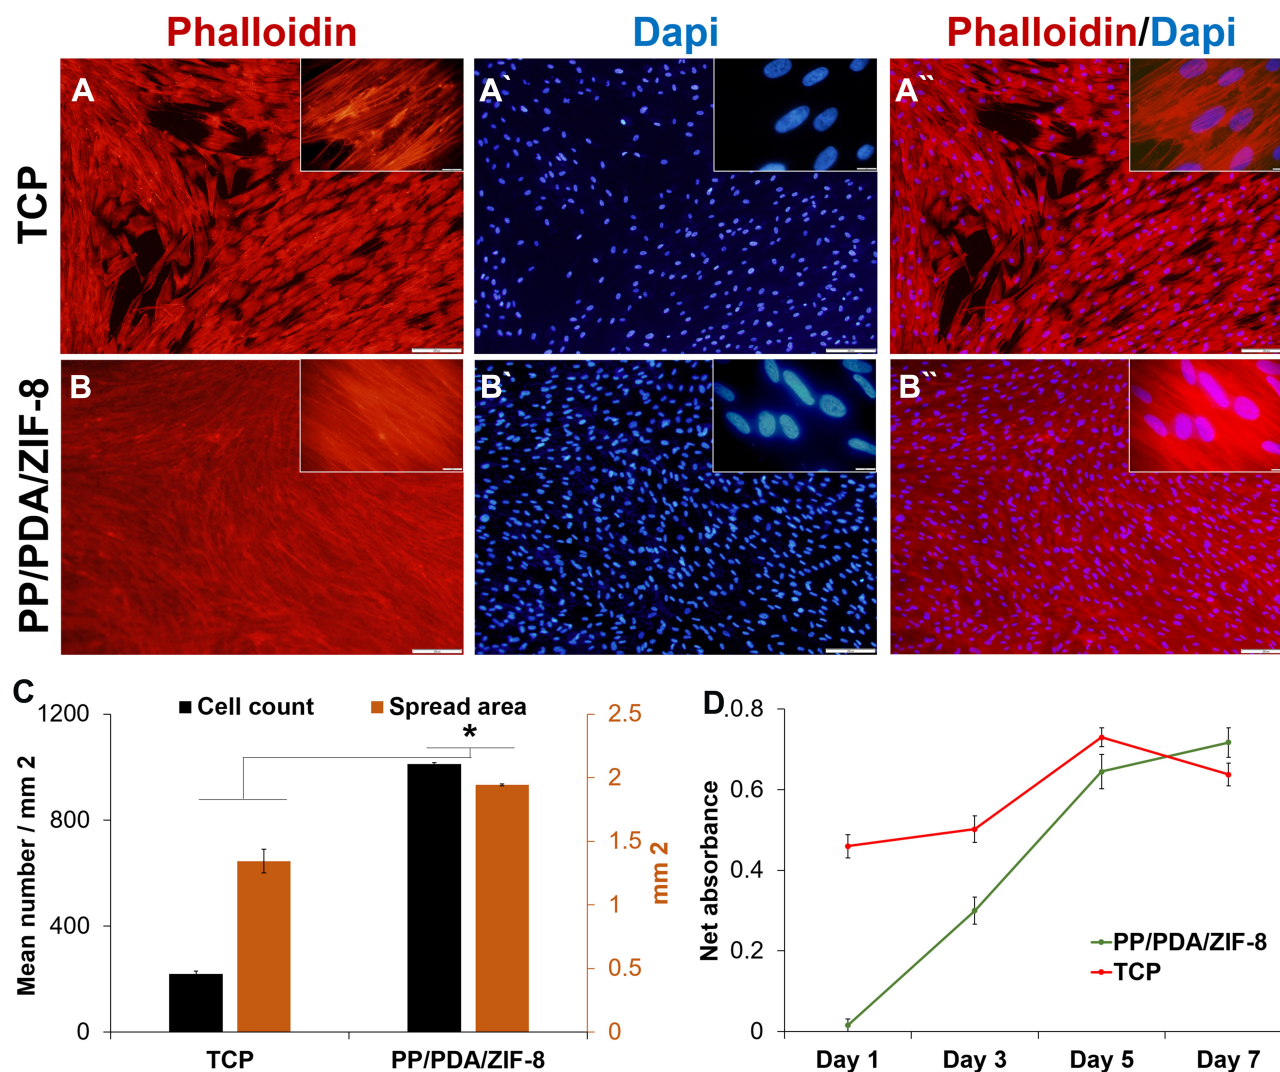 Phalloidin
Dapi
Phalloidin/Dapi
TCP
A
A`
A``
PP/PDA/ZIF-8
B
B`
B``
C
Cell count
Spread area
*
Mean number / mm 2
1200
800
400
0
2.5
2
1.5
1
0.5
0
mm 2
TCP
PP/PDA/ZIF-8
D
0.8
0.6
0.4
0.2
0
Net absorbance
PP/PDA/ZIF-8
TCP
Day 1
Day 3
Day 5
Day 7